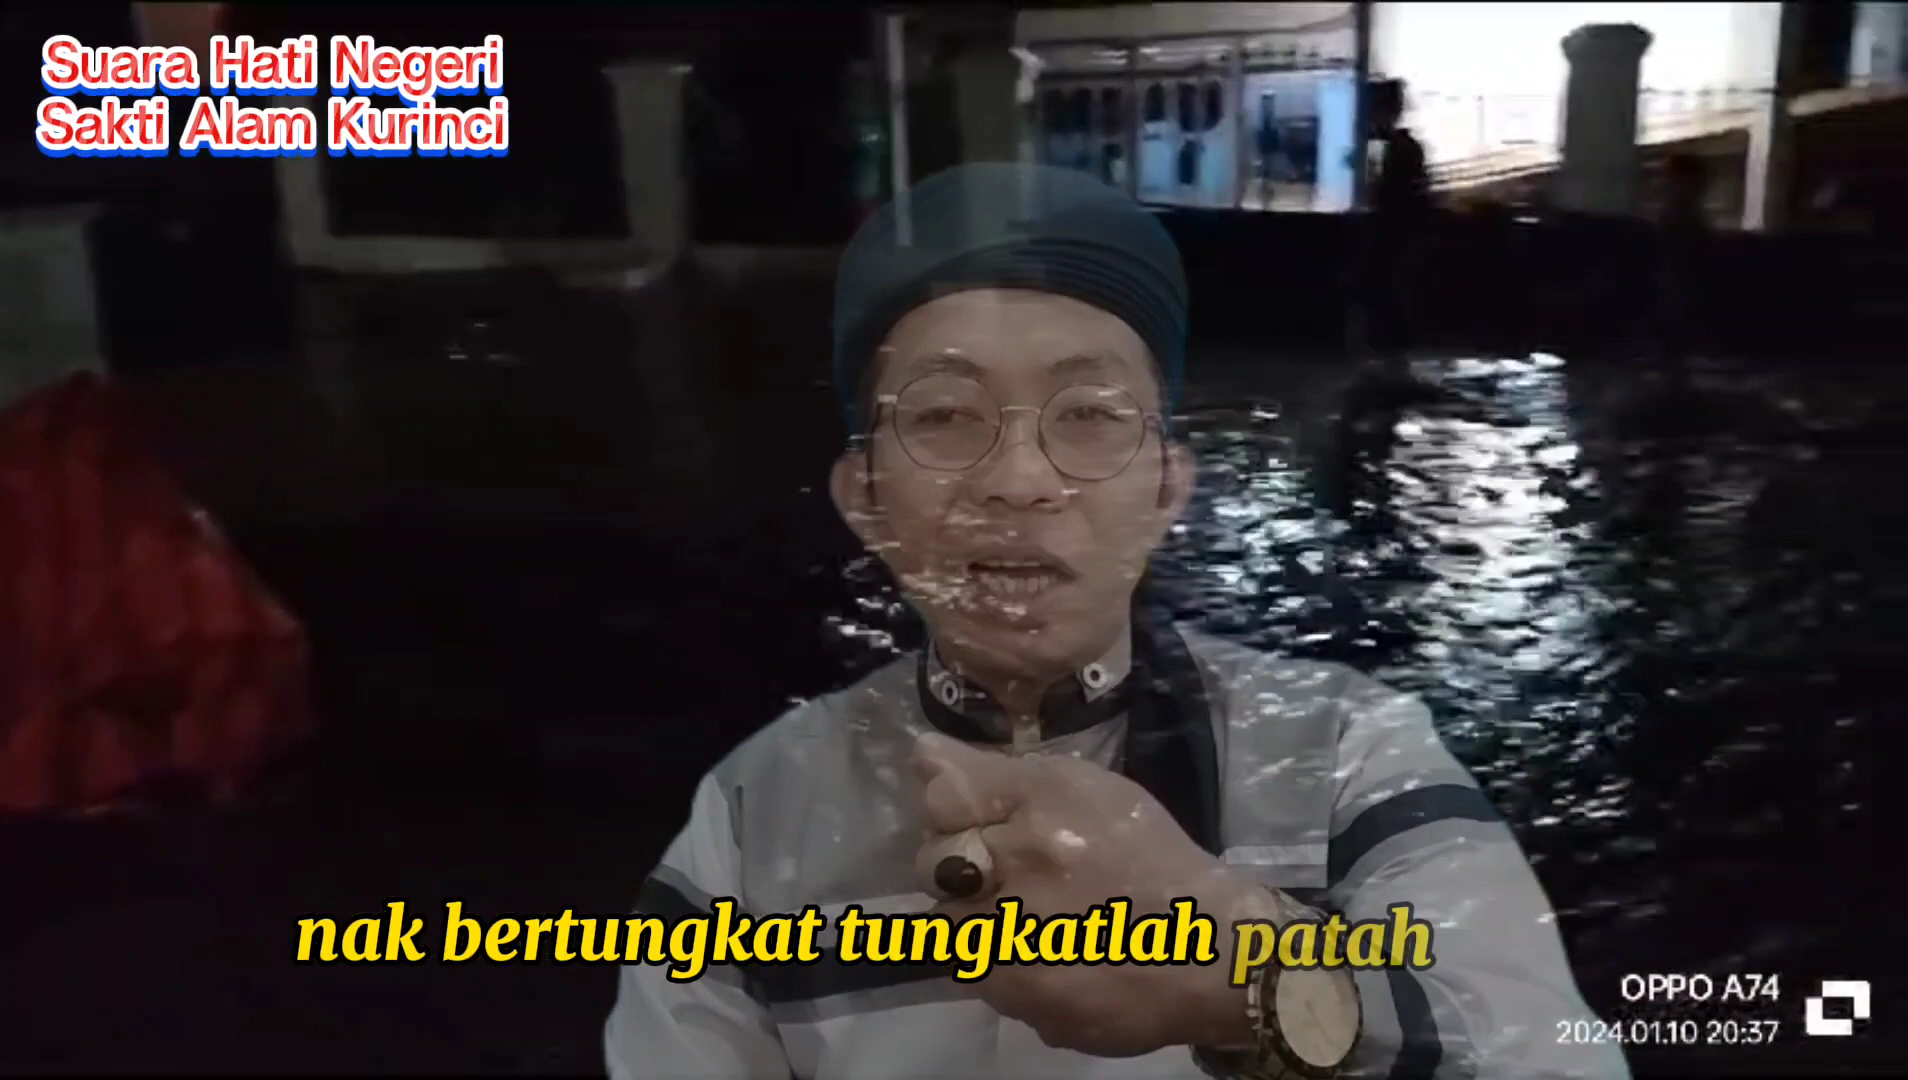 Suara Hati Negeri
Sakti Alam Kurinci
nak bertungkat tungkatlah patah
OPPO A74
2024.01.10 20:37